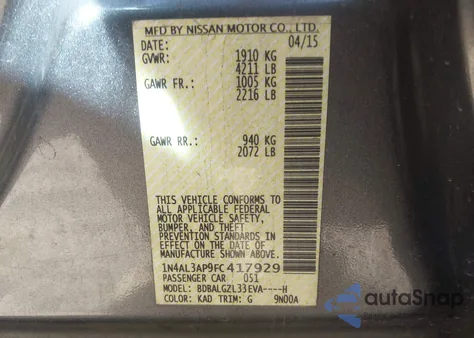 MFD BY NISSAN MOTOR CO., LTD.
DATE: 04/15
GVWR: 1910 KG
4211 LB
GAWR FR.: 1005 KG
2216 LB
GAWR RR.: 940 KG
2072 LB
THIS VEHICLE CONFORMS TO
ALL APPLICABLE FEDERAL
MOTOR VEHICLE SAFETY,
BUMPER, AND THEFT
PREVENTION STANDARDS IN
EFFECT ON THE DATE OF
MANUFACTURE SHOWN ABOVE.
1N4AL3AP9FC417929
PASSENGER CAR 051
MODEL: BDBALGZL33EVA----H
COLOR: KAD TRIM: G 9N00A
autoSnap